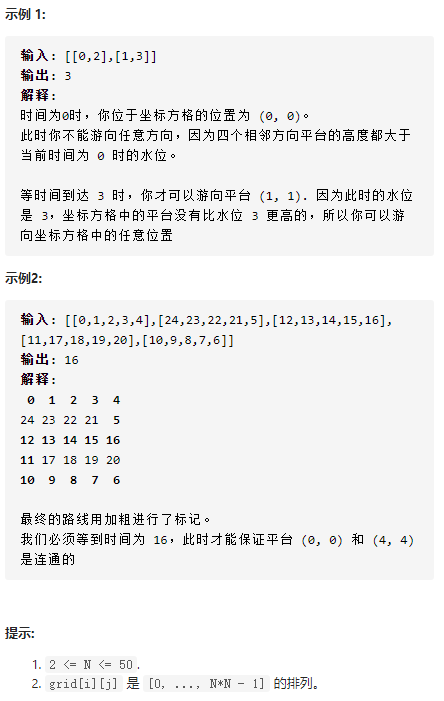 示例 1:
输入: [[0,2],[1,3]]
输出: 3
解释:
时间为0时，你位于坐标方格的位置为 (0, 0)。
此时你不能游向任意方向，因为四个相邻方向平台的高度都大于
当前时间为 0 时的水位。
等时间到达 3 时，你才可以游向平台 (1, 1). 因为此时的水位
是 3，坐标方格中的平台没有比水位 3 更高的，所以你可以游
向坐标方格中的任意位置
示例2:
输入: [[0,1,2,3,4],[24,23,22,21,5],[12,13,14,15,16],
[11,17,18,19,20],[10,9,8,7,6]]
输出: 16
解释:
0 1 2 3 4
24 23 22 21 5
12 13 14 15 16
11 17 18 19 20
10 9 8 7 6
最终的路线用加粗进行了标记。
我们必须等到时间为 16，此时才能保证平台 (0, 0) 和 (4, 4)
是连通的
提示:
1. 2 <= N <= 50.
2. grid[i][j] 是 [0, ..., N*N - 1] 的排列。